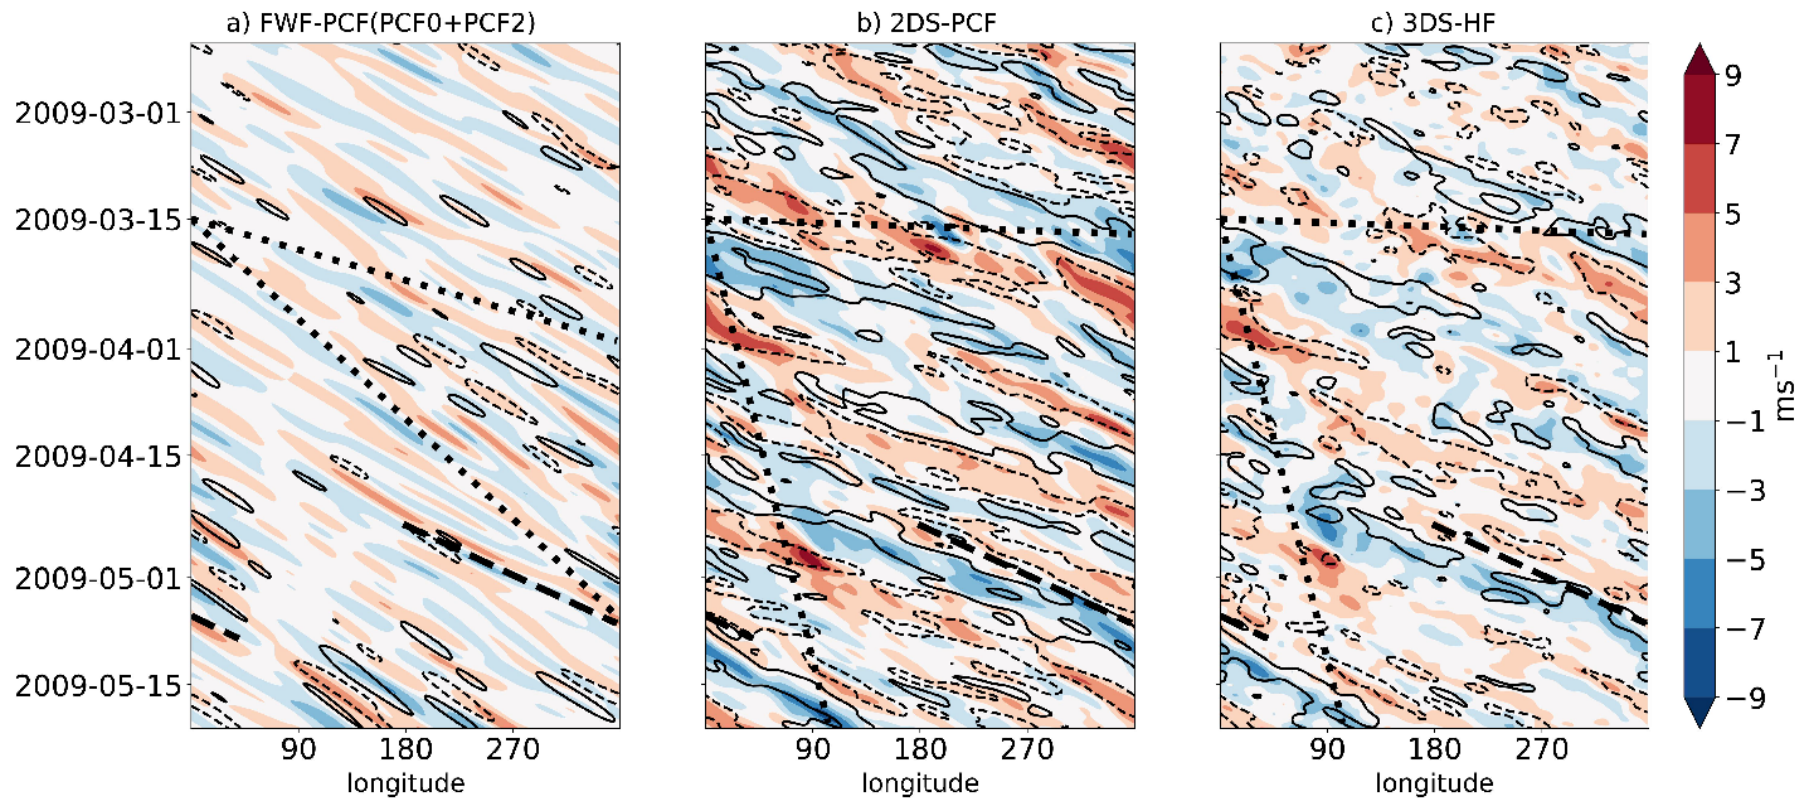 a) FWF-PCF(PCF0+PCF2)
b) 2DS-PCF
c) 3DS-HF
2009-03-01
2009-03-15
2009-04-01
2009-04-15
2009-05-01
2009-05-15
90 180 270
longitude
90 180 270
longitude
90 180 270
longitude
9
7
5
3
1
−1
−3
−5
−7
−9
ms⁻¹